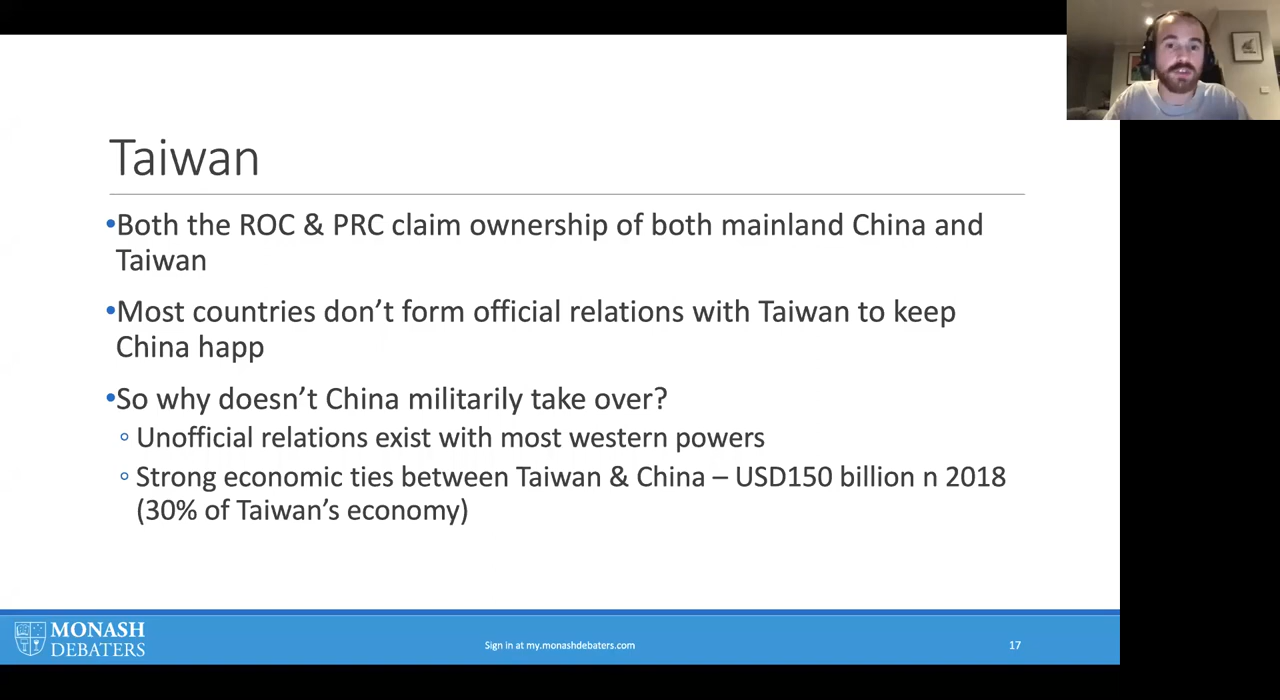 Taiwan
•Both the ROC & PRC claim ownership of both mainland China and
Taiwan
•Most countries don’t form official relations with Taiwan to keep
China happ
•So why doesn’t China militarily take over?
◦ Unofficial relations exist with most western powers
◦ Strong economic ties between Taiwan & China – USD150 billion n 2018
(30% of Taiwan’s economy)
MONASH
DEBATERS
Sign in at my.monashdebaters.com
17